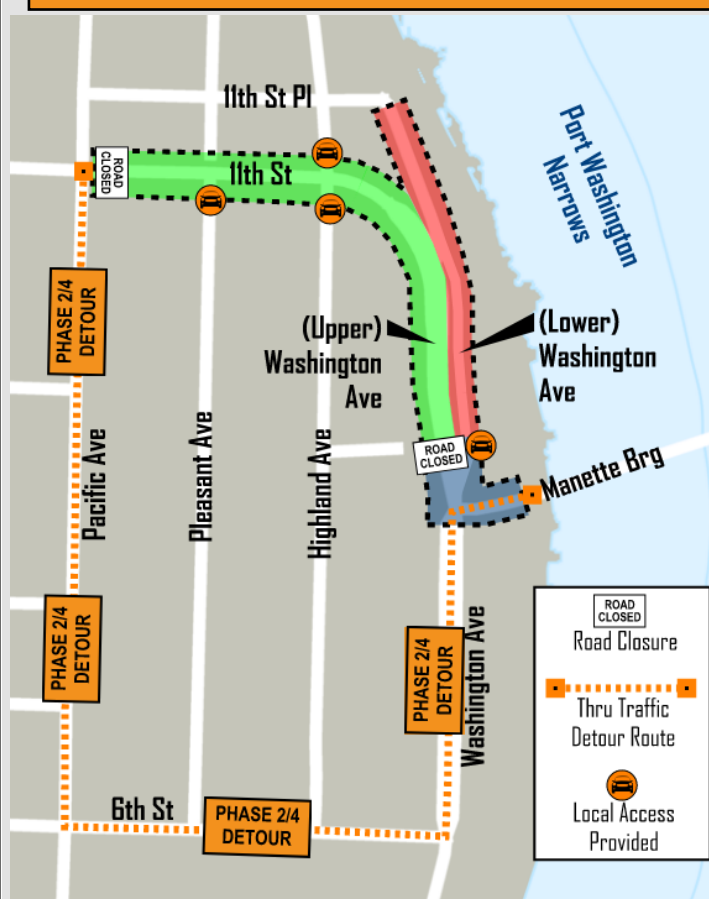 11th St Pl
Port Washington
Narrows
ROAD
CLOSED
11th St
PHASE 2/4
DETOUR
(Upper)
Washington
Ave
(Lower)
Washington
Ave
Pacific Ave
Pleasant Ave
Highland Ave
ROAD
CLOSED
Manette Brg
PHASE 2/4
DETOUR
PHASE 2/4
DETOUR
Washington Ave
6th St
PHASE 2/4
DETOUR
ROAD
CLOSED
Road Closure
Thru Traffic
Detour Route
Local Access
Provided